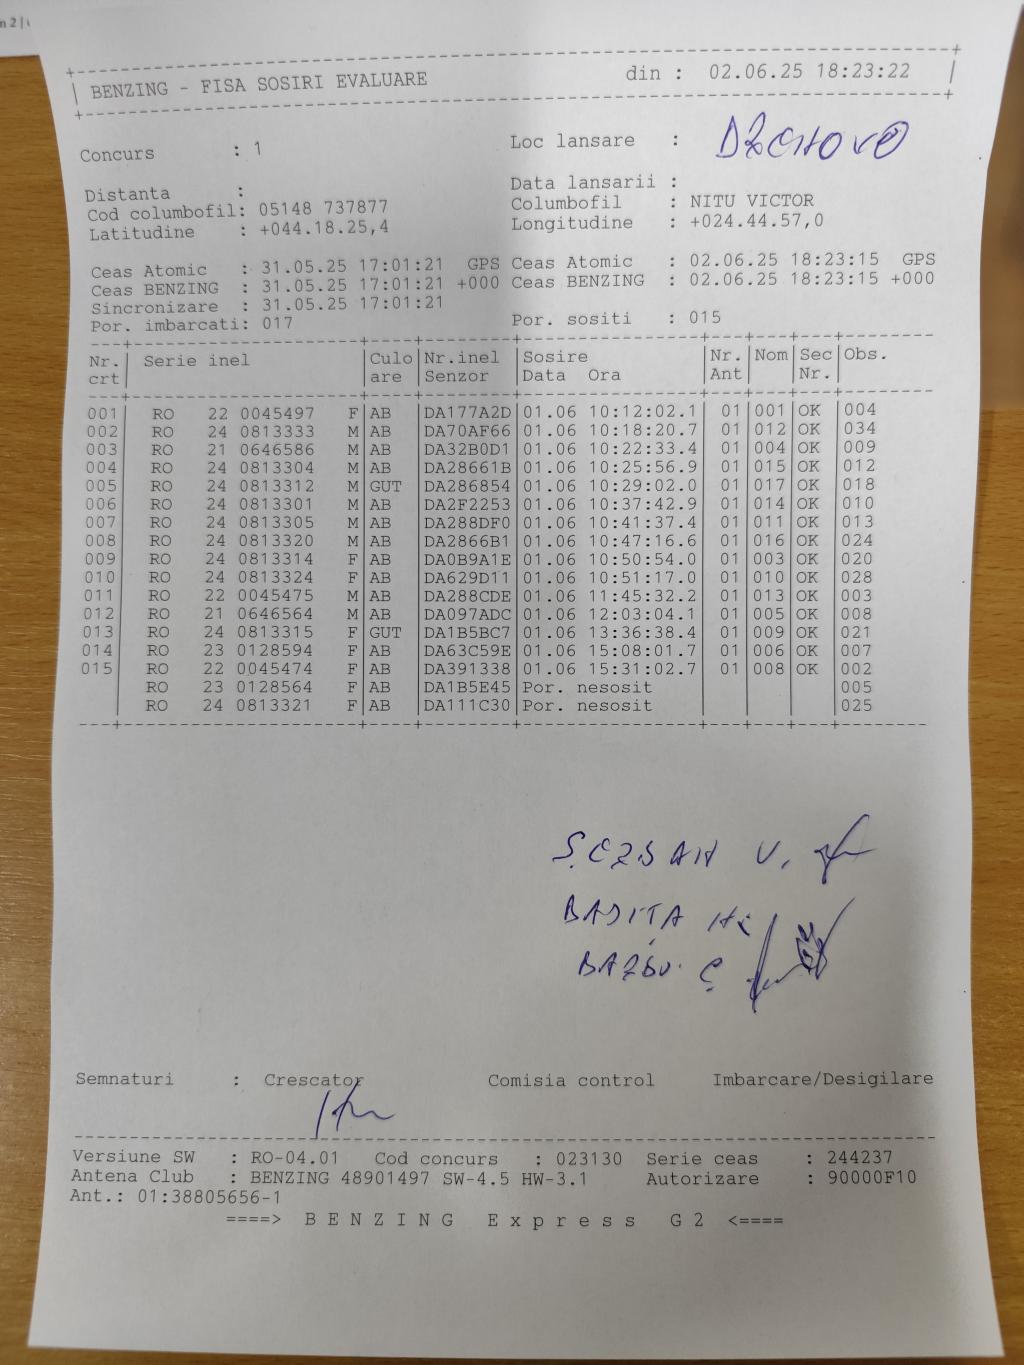 BENZING - FISA SOSIRI EVALUARE din : 02.06.25 18:23:22
Concurs : 1 Loc lansare :
Distanta : Data lansarii :
Cod columbofil: 05148 737877 Columbofil : NITU VICTOR
Latitudine : +044.18.25,4 Longitudine : +024.44.57,0
Ceas Atomic : 31.05.25 17:01:21 GPS Ceas Atomic : 02.06.25 18:23:15 GPS
Ceas BENZING : 31.05.25 17:01:21 +000 Ceas BENZING : 02.06.25 18:23:15 +000
Sincronizare : 31.05.25 17:01:21
Por. imbarcati: 017 Por. sositi : 015
Nr. Serie inel Culo Nr.inel Sosire Nr. Nom Sec Obs.
crt are Senzor Data Ora Ant Nr.
001 RO 22 0045497 F AB DA177A2D 01.06 10:12:02.1 01 001 OK 004
002 RO 24 0813333 M AB DA70AF66 01.06 10:18:20.7 01 012 OK 034
003 RO 21 0646586 M AB DA32B0D1 01.06 10:22:33.4 01 004 OK 009
004 RO 24 0813304 M AB DA28661B 01.06 10:25:56.9 01 015 OK 012
005 RO 24 0813312 M GUT DA286854 01.06 10:29:02.0 01 017 OK 018
006 RO 24 0813301 M AB DA2F2253 01.06 10:37:42.9 01 014 OK 010
007 RO 24 0813305 M AB DA288DF0 01.06 10:41:37.4 01 011 OK 013
008 RO 24 0813320 M AB DA2866B1 01.06 10:47:16.6 01 016 OK 024
009 RO 24 0813314 F AB DA0B9A1E 01.06 10:50:54.0 01 003 OK 020
010 RO 24 0813324 F AB DA629D11 01.06 10:51:17.0 01 010 OK 028
011 RO 22 0045475 M AB DA288CDE 01.06 11:45:32.2 01 013 OK 003
012 RO 21 0646564 M AB DA097ADC 01.06 12:03:04.1 01 005 OK 008
013 RO 24 0813315 F GUT DA1B5BC7 01.06 13:36:38.4 01 009 OK 021
014 RO 23 0128594 F AB DA63C59E 01.06 15:08:01.7 01 006 OK 007
015 RO 22 0045474 F AB DA391338 01.06 15:31:02.7 01 008 OK 002
RO 23 0128564 F AB DA1B5E45 Por. nesosit 005
RO 24 0813321 F AB DA111C30 Por. nesosit 025
Semnaturi : Crescator Comisia control Imbarcare/Desigilare
Versiune SW : RO-04.01 Cod concurs : 023130 Serie ceas : 244237
Antena Club : BENZING 48901497 SW-4.5 HW-3.1 Autorizare : 90000F10
Ant.: 01:38805656-1
====> BENZING Express G2 <====